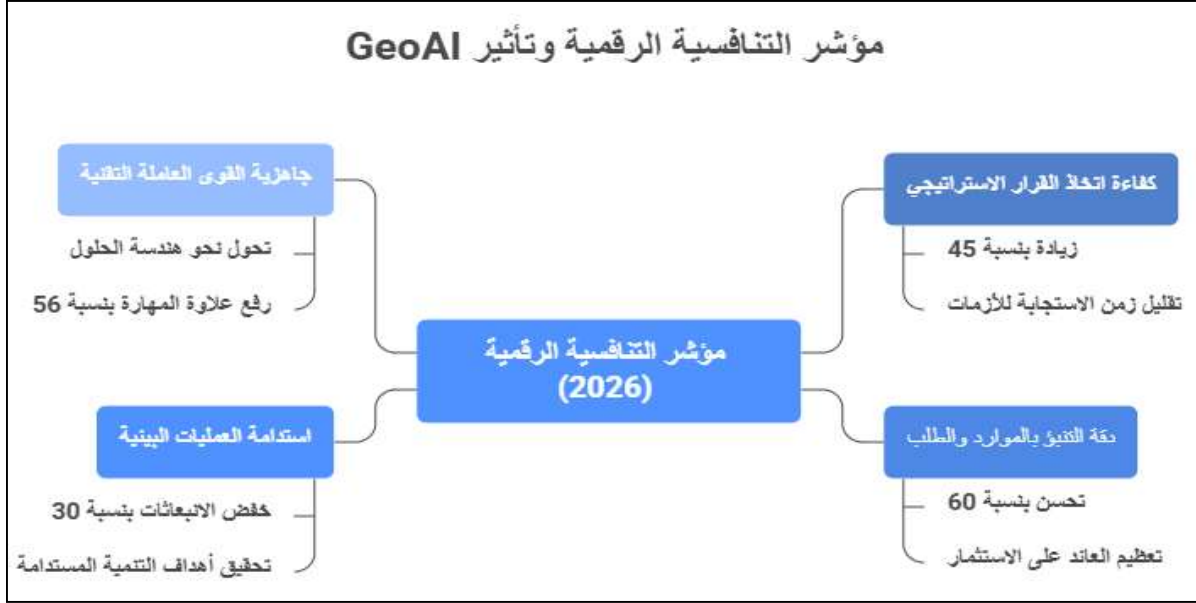 مؤشر التنافسية الرقمية وتأثير GeoAI
كفاءة اتخاذ القرار الاستراتيجي
زيادة بنسبة 45
تقليل زمن الاستجابة للأزمات
جاهزية القوى العاملة التقنية
تحول نحو هندسة الحلول
رفع علاوة المهارة بنسبة 56
مؤشر التنافسية الرقمية
(2026)
دقة التنبؤ بالموارد والطلب
تحسن بنسبة 60
تعظيم العائد على الاستثمار
استدامة العمليات البيئية
خفض الانبعاثات بنسبة 30
تحقيق أهداف التنمية المستدامة